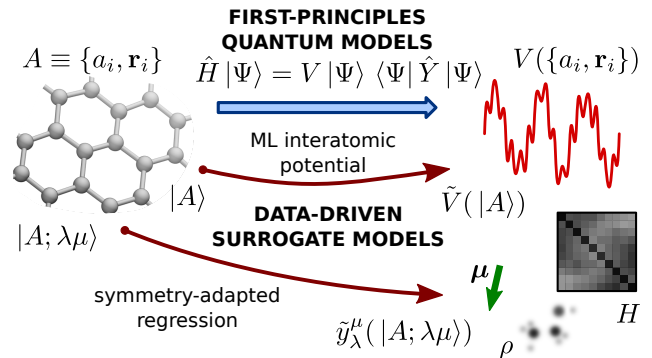 FIRST-PRINCIPLES
QUANTUM MODELS
A ≡ {a_i, r_i}
Ĥ |Ψ⟩ = V |Ψ⟩ ⟨Ψ| Ŷ |Ψ⟩
V({a_i, r_i})
ML interatomic
potential
|A⟩
Ṽ(|A⟩)
DATA-DRIVEN
SURROGATE MODELS
|A; λμ⟩
μ
symmetry-adapted
regression
ỹ_λ^μ(|A; λμ⟩)
ρ
H